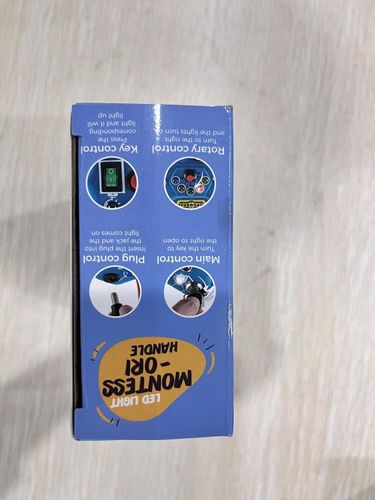 LED LIGHT
MONTESS
-ORI
HANDLE
Main control
Turn the key to
the right to open
Plug control
Insert the plug into
the jack and the
light comes on
Rotary control
Turn to the right
and the lights turn on
Key control
Press the
corresponding
light and it will
light up